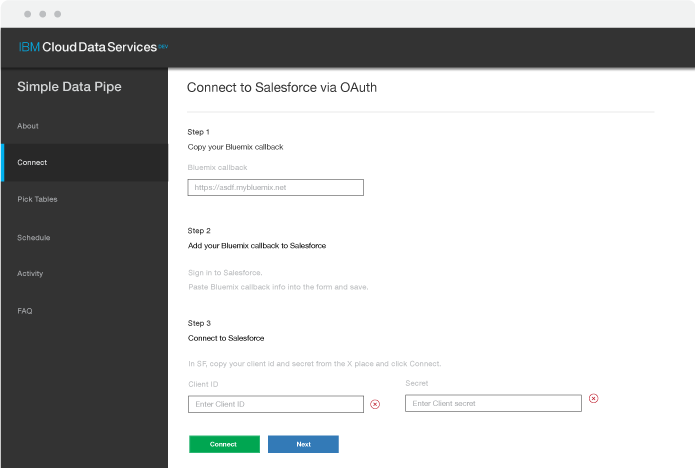 IBM Cloud Data Services DEV
Simple Data Pipe
About
Connect
Pick Tables
Schedule
Activity
FAQ
Connect to Salesforce via OAuth
Step 1
Copy your Bluemix callback
Bluemix callback
https://asdf.mybluemix.net
Step 2
Add your Bluemix callback to Salesforce
Sign in to Salesforce.
Paste Bluemix callback info into the form and save.
Step 3
Connect to Salesforce
In SF, copy your client id and secret from the X place and click Connect.
Client ID
Secret
Enter Client ID
Enter Client secret
Connect
Next